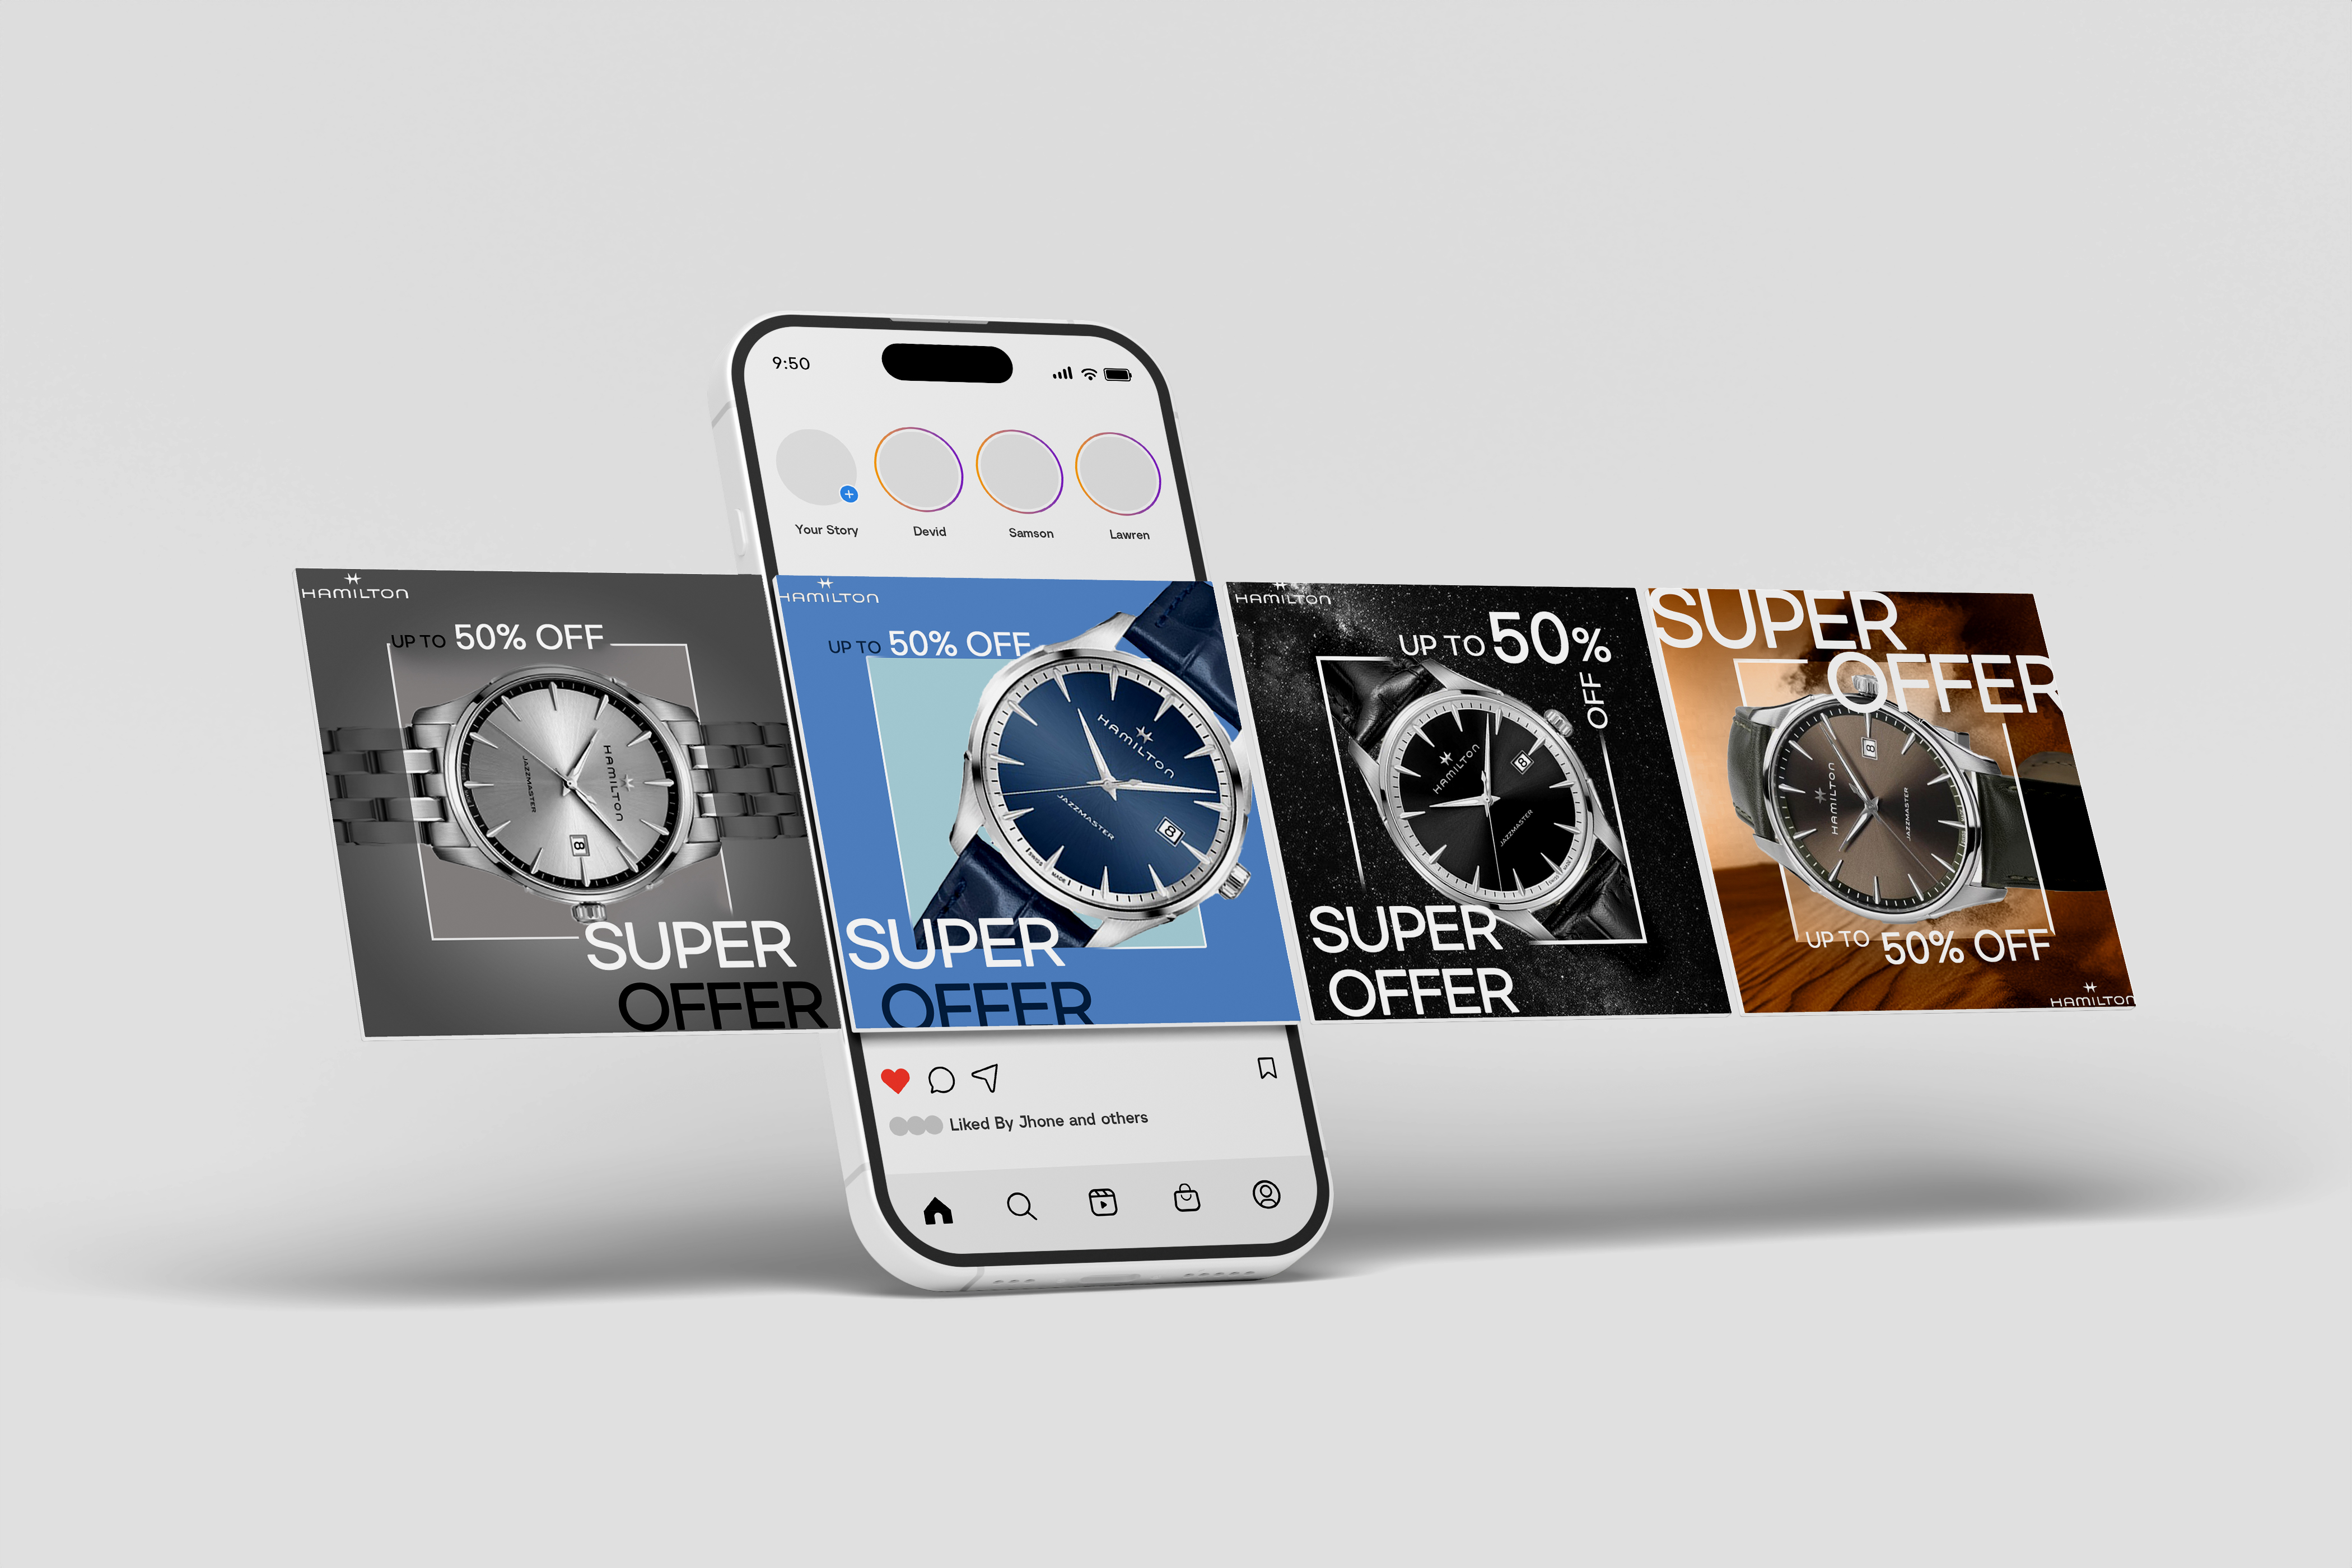 9:50
Your Story
Devid
Samson
Lawren
HAMILTON
UP TO 50% OFF
HAMILTON
JAZZMASTER
8
SUPER
OFFER
HAMILTON
UP TO 50% OFF
HAMILTON
JAZZMASTER
8
SWISS MADE
SUPER
OFFER
HAMILTON
UP TO 50%
OFF
HAMILTON
8
JAZZMASTER
SUPER
OFFER
SUPER
OFFER
8
HAMILTON
JAZZMASTER
UP TO 50% OFF
HAMILTON
Liked By Jhone and others